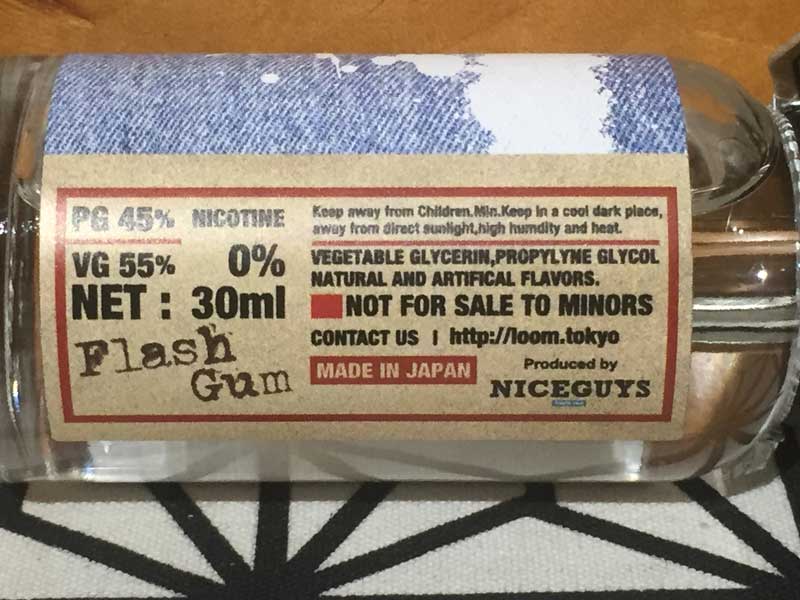 PG 45% NICOTINE
VG 55% 0%
NET : 30ml
Flash
Gum
Keep away from Children.Min.Keep in a cool dark place,
away from direct sunlight,high humdity and heat.
VEGETABLE GLYCERIN,PROPYLYNE GLYCOL
NATURAL AND ARTIFICAL FLAVORS.
NOT FOR SALE TO MINORS
CONTACT US I http://loom.tokyo
MADE IN JAPAN
Produced by
NICEGUYS